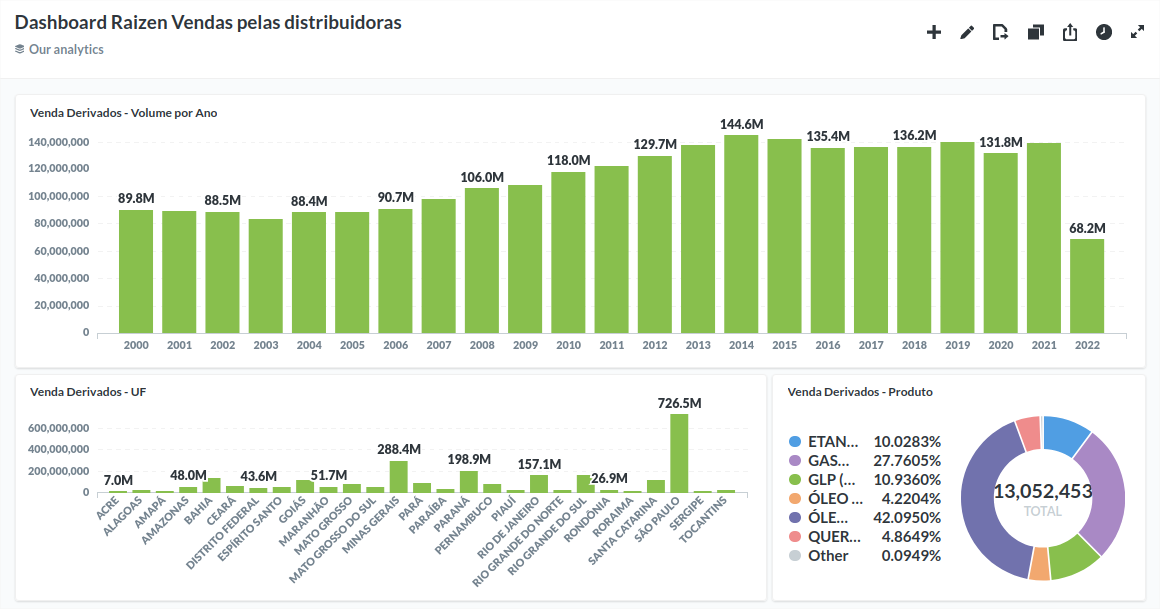 Dashboard Raizen Vendas pelas distribuidoras
Our analytics
Venda Derivados - Volume por Ano
140,000,000
120,000,000
100,000,000
80,000,000
60,000,000
40,000,000
20,000,000
0
89.8M 88.5M 88.4M 90.7M 106.0M 118.0M 129.7M 144.6M 135.4M 136.2M 131.8M 68.2M
2000 2001 2002 2003 2004 2005 2006 2007 2008 2009 2010 2011 2012 2013 2014 2015 2016 2017 2018 2019 2020 2021 2022
Venda Derivados - UF
600,000,000
400,000,000
200,000,000
0
7.0M 48.0M 43.6M 51.7M 288.4M 198.9M 157.1M 26.9M 726.5M
ACRE
ALAGOAS
AMAPÁ
AMAZONAS
BAHIA
CEARÁ
DISTRITO FEDERAL
ESPÍRITO SANTO
GOIÁS
MARANHÃO
MATO GROSSO
MATO GROSSO DO SUL
MINAS GERAIS
PARÁ
PARAÍBA
PARANÁ
PERNAMBUCO
PIAUÍ
RIO DE JANEIRO
RIO GRANDE DO NORTE
RIO GRANDE DO SUL
RONDÔNIA
RORAIMA
SANTA CATARINA
SÃO PAULO
SERGIPE
TOCANTINS
Venda Derivados - Produto
ETAN... 10.0283%
GAS... 27.7605%
GLP (... 10.9360%
ÓLEO ... 4.2204%
ÓLE... 42.0950%
QUER... 4.8649%
Other 0.0949%
13,052,453
TOTAL